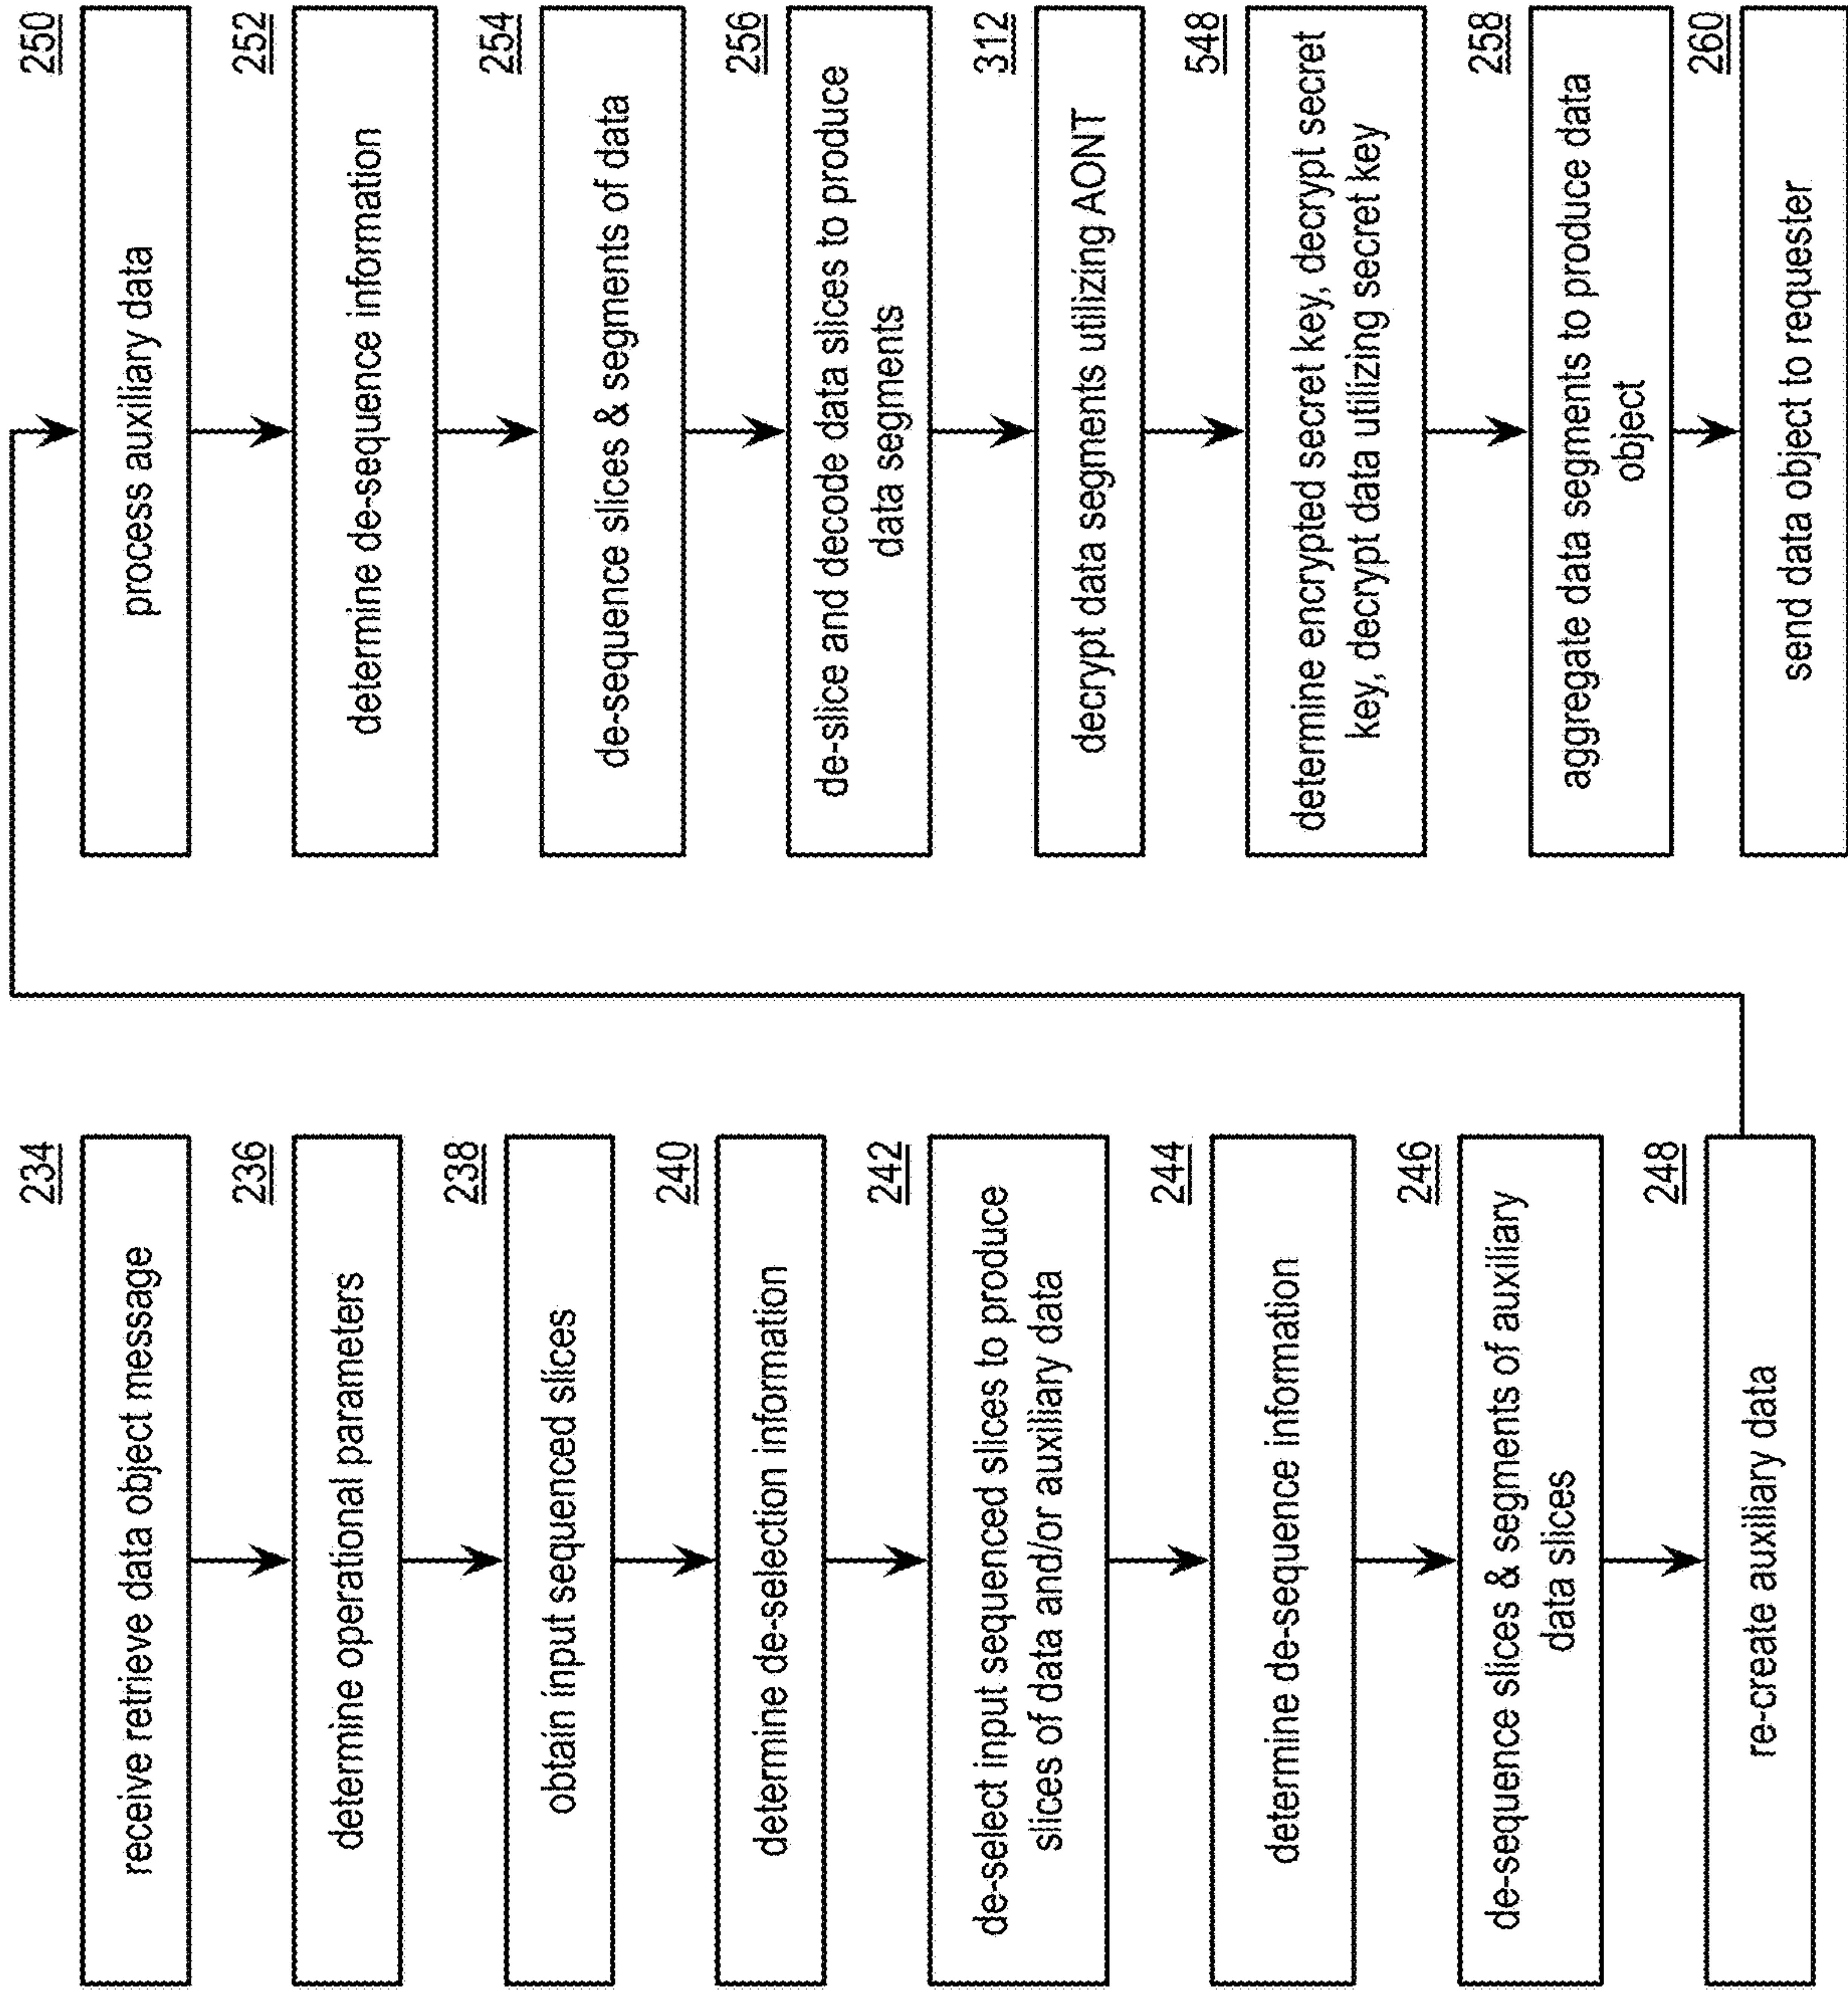 234
receive retrieve data object message
236
determine operational parameters
238
obtain input sequenced slices
240
determine de-selection information
242
de-select input sequenced slices to produce
slices of data and/or auxiliary data
244
determine de-sequence information
246
de-sequence slices & segments of auxiliary
data slices
248
re-create auxiliary data
250
process auxiliary data
252
determine de-sequence information
254
de-sequence slices & segments of data
256
de-slice and decode data slices to produce
data segments
312
decrypt data segments utilizing AONT
548
determine encrypted secret key, decrypt secret
key, decrypt data utilizing secret key
258
aggregate data segments to produce data
object
260
send data object to requester